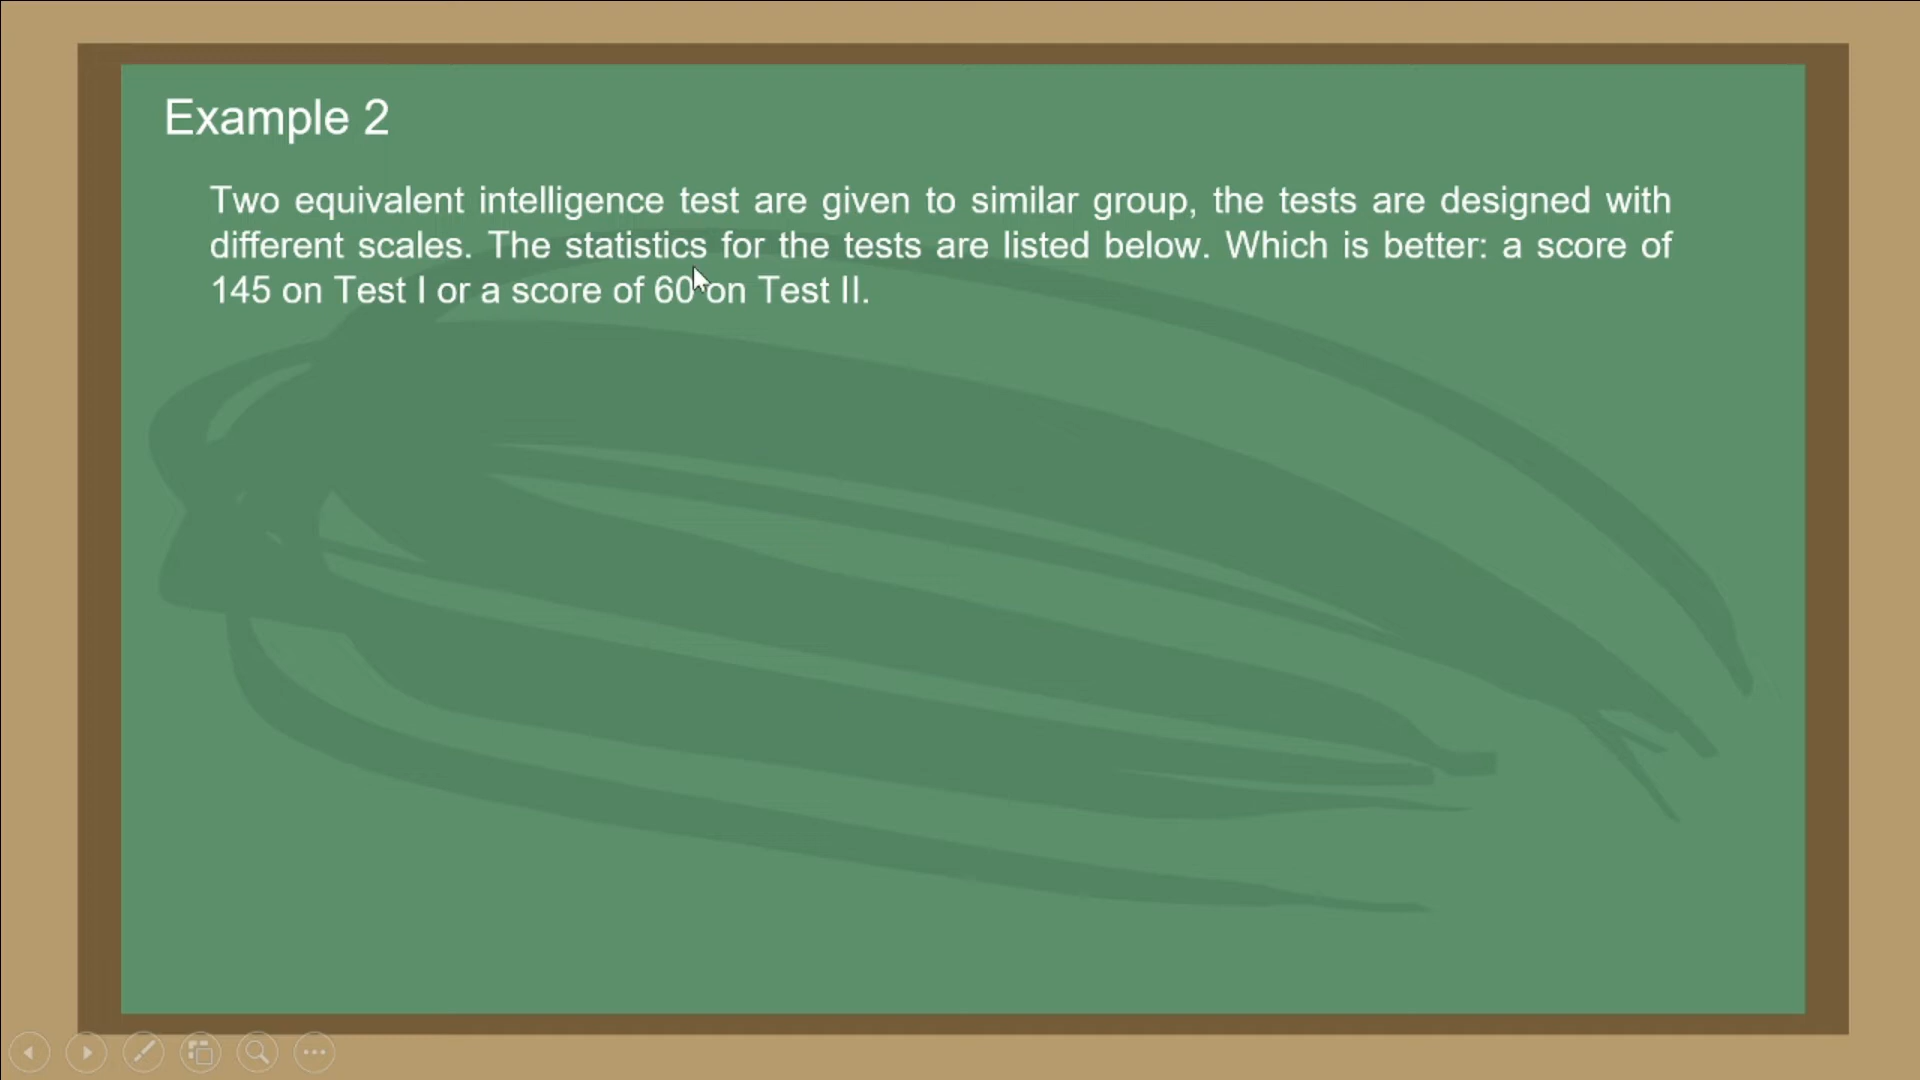 Example 2
Two equivalent intelligence test are given to similar group, the tests are designed with
different scales. The statistics for the tests are listed below. Which is better: a score of
145 on Test I or a score of 60 on Test II.